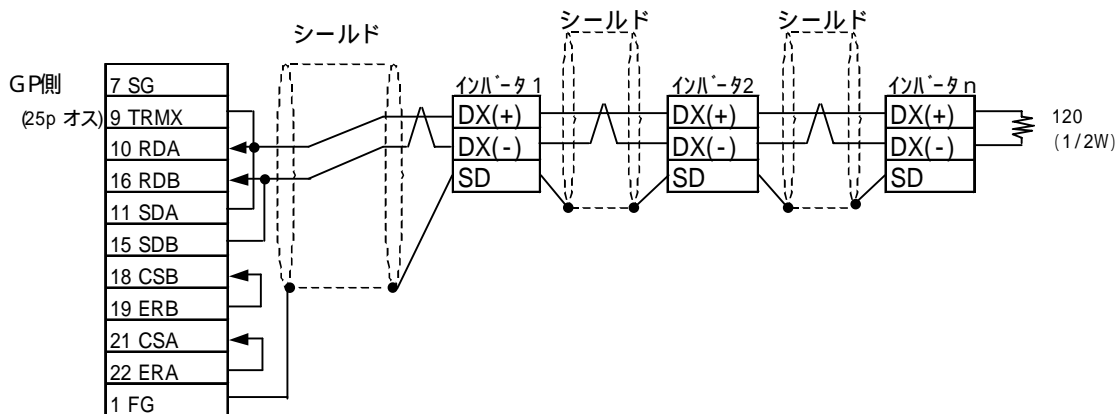 シールド
シールド
シールド
GP側
(25p オス)
7 SG
9 TRMX
10 RDA
16 RDB
11 SDA
15 SDB
18 CSB
19 ERB
21 CSA
22 ERA
1 FG
ｲﾝﾊﾞｰﾀ 1
DX(+)
DX(-)
SD
ｲﾝﾊﾞｰﾀ2
DX(+)
DX(-)
SD
ｲﾝﾊﾞｰﾀ n
DX(+)
DX(-)
SD
120
(1/2W)